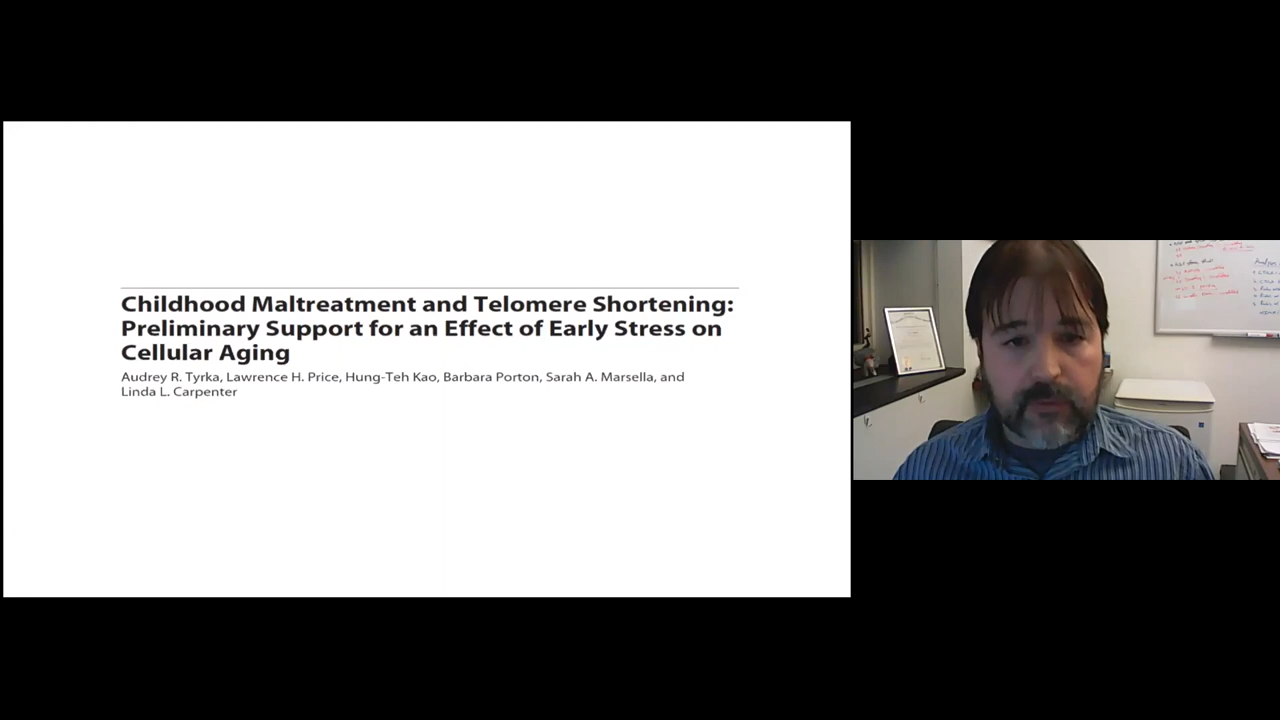 Childhood Maltreatment and Telomere Shortening:
Preliminary Support for an Effect of Early Stress on
Cellular Aging
Audrey R. Tyrka, Lawrence H. Price, Hung-Teh Kao, Barbara Porton, Sarah A. Marsella, and
Linda L. Carpenter